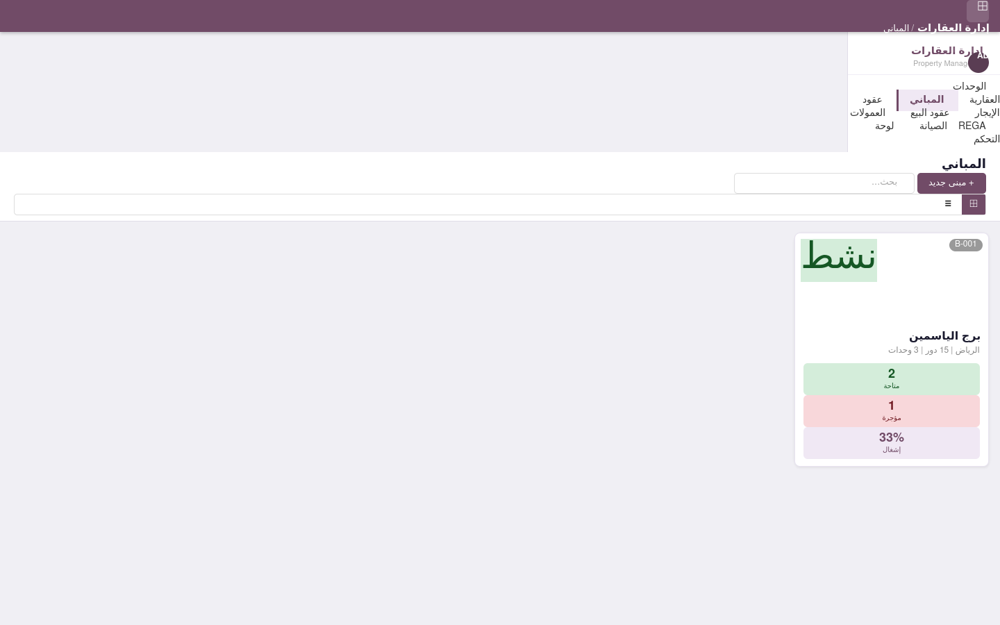 إدارة العقارات / المباني
إدارة العقارات
Property Manag
AD
الوحدات
العقارية المباني عقود
الإيجار عقود البيع العمولات
REGA الصيانة لوحة
التحكم
المباني
+ مبنى جديد
بحث...
B-001
نشط
برج الياسمين
الرياض | 15 دور | 3 وحدات
2
متاحة
1
مؤجرة
33%
إشغال